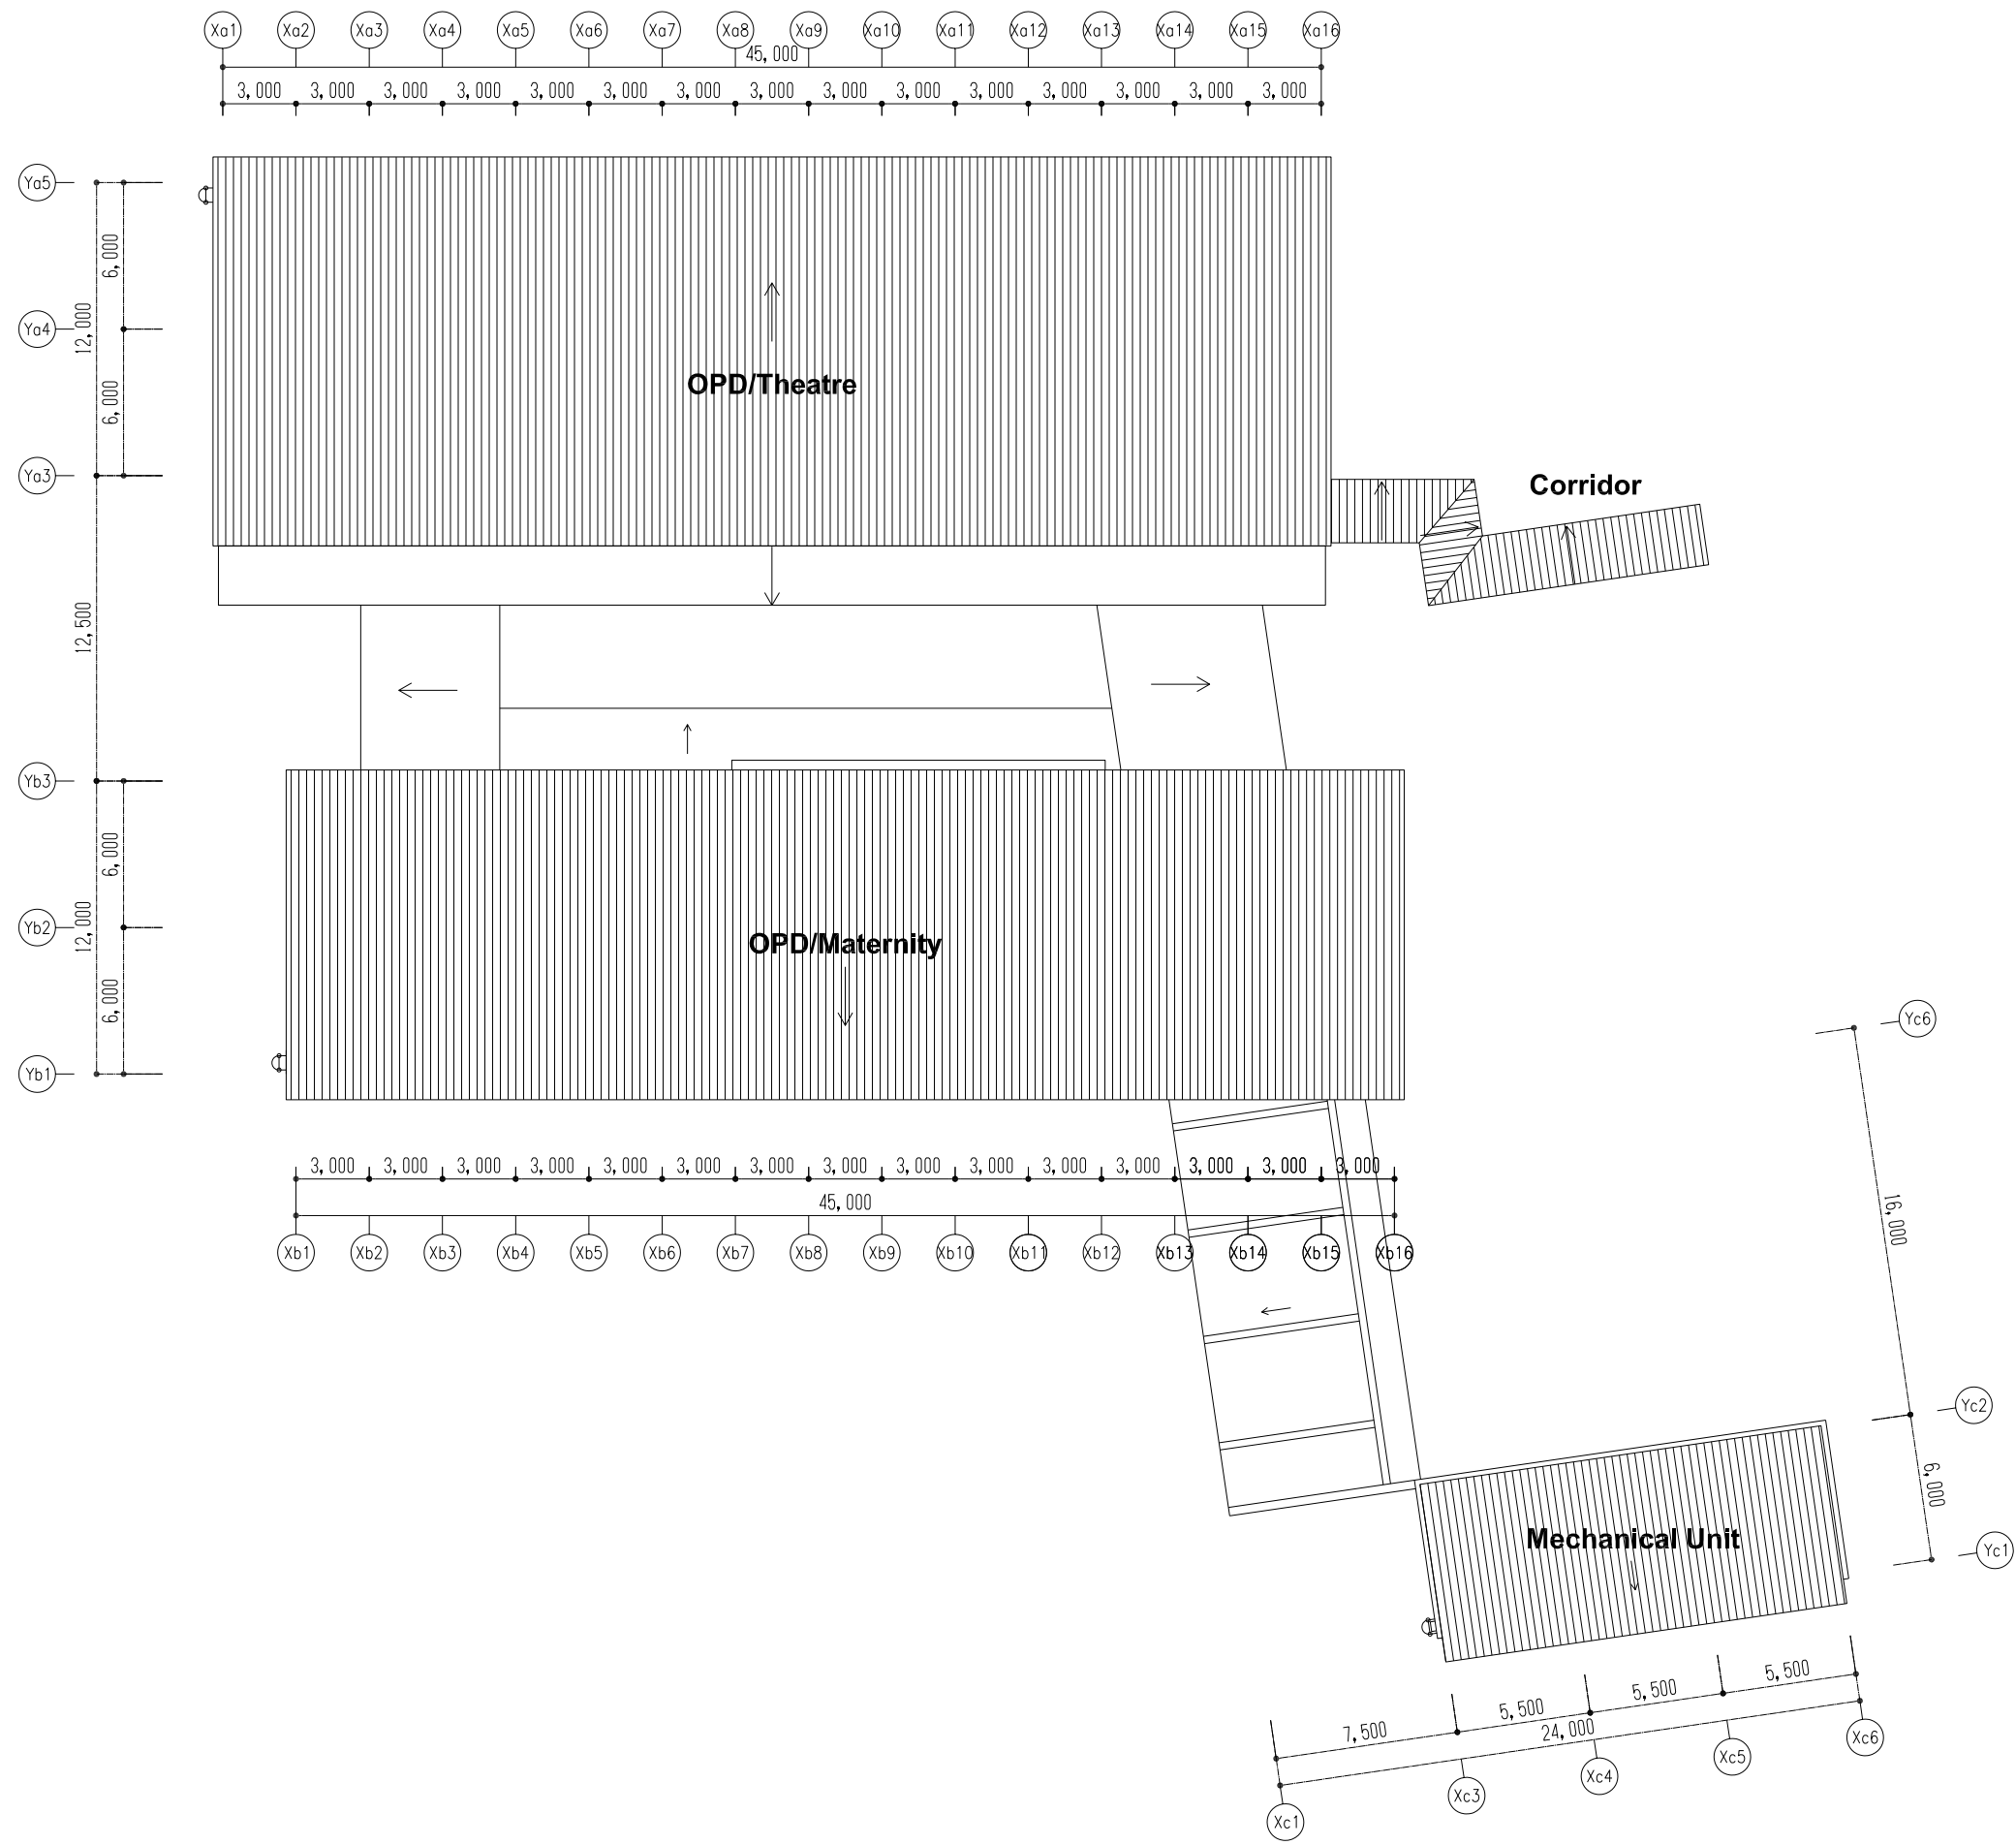 Xa1 Xa2 Xa3 Xa4 Xa5 Xa6 Xa7 Xa8 Xa9 Xa10 Xa11 Xa12 Xa13 Xa14 Xa15 Xa16
45,000
3,000 3,000 3,000 3,000 3,000 3,000 3,000 3,000 3,000 3,000 3,000 3,000 3,000 3,000 3,000
Ya5
6,000
12,000
Ya4
OPD/Theatre
6,000
Ya3
Corridor
12,500
Yb3
6,000
12,000
Yb2
OPD/Maternity
6,000
Yb1
3,000 3,000 3,000 3,000 3,000 3,000 3,000 3,000 3,000 3,000 3,000 3,000 3,000 3,000 3,000
45,000
Xb1 Xb2 Xb3 Xb4 Xb5 Xb6 Xb7 Xb8 Xb9 Xb10 Xb11 Xb12 Xb13 Xb14 Xb15 Xb16
Yc6
16,000
Yc2
6,000
Yc1
Mechanical Unit
7,500 5,500 5,500 5,500
24,000
Xc1 Xc3 Xc4 Xc5 Xc6